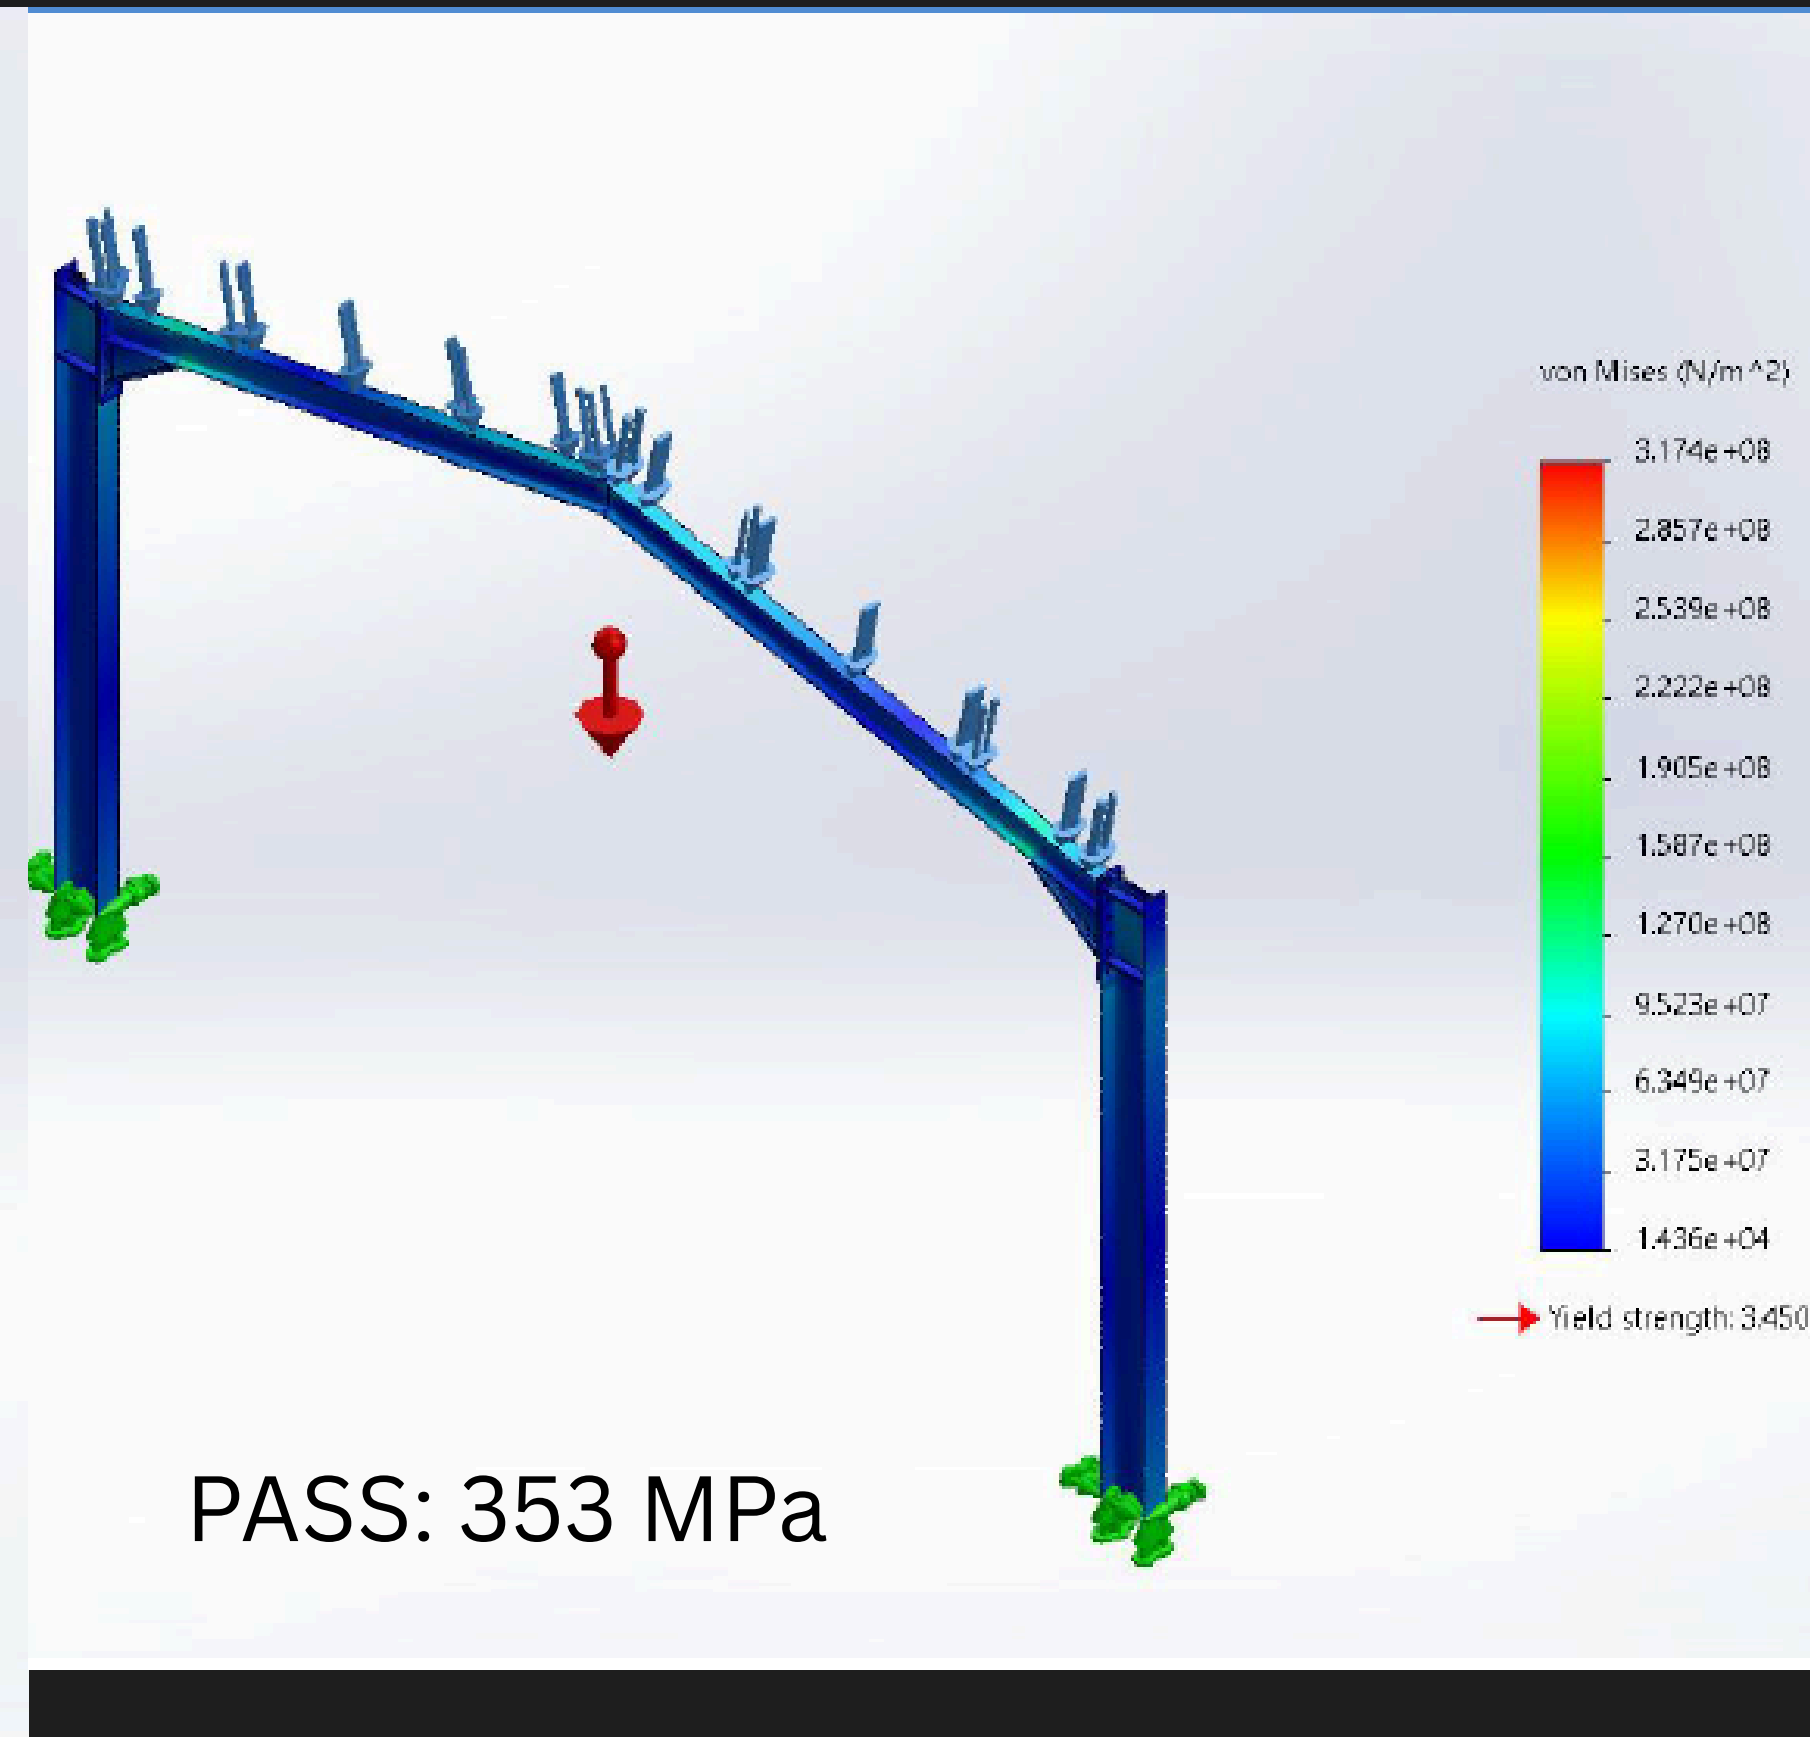 von Mises (N/m^2)
3.174e+08
2.857e+08
2.539e+08
2.222e+08
1.905e+08
1.587e+08
1.270e+08
9.523e+07
6.349e+07
3.175e+07
1.436e+04
Yield strength: 3.450
PASS: 353 MPa